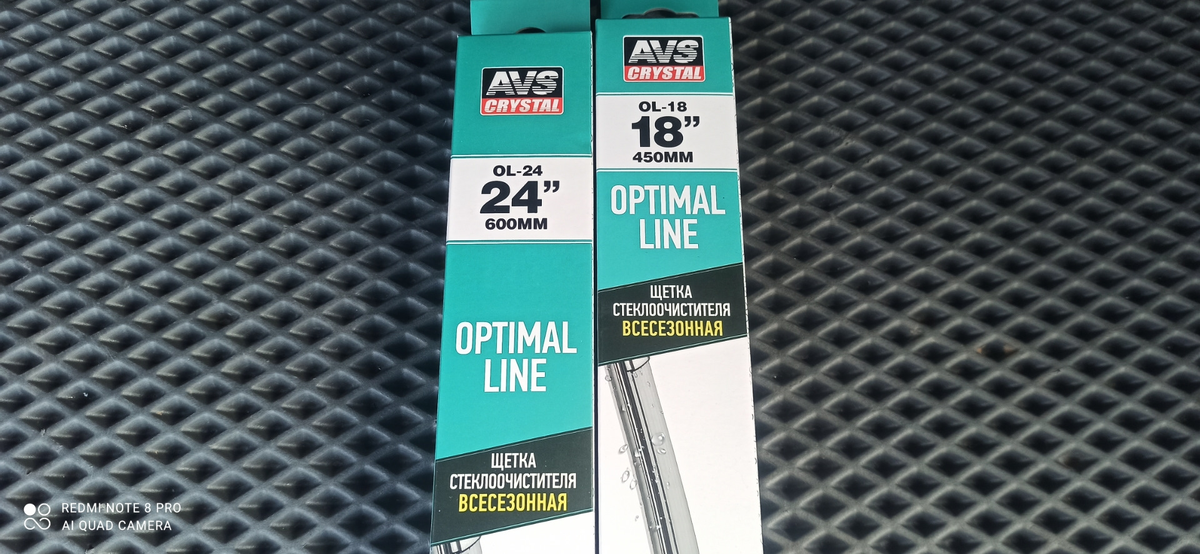 AVS
CRYSTAL
OL-24
24”
600MM
OPTIMAL
LINE
ЩЕТКА
СТЕКЛООЧИСТИТЕЛЯ
ВСЕСЕЗОННАЯ
AVS
CRYSTAL
OL-18
18”
450MM
OPTIMAL
LINE
ЩЕТКА
СТЕКЛООЧИСТИТЕЛЯ
ВСЕСЕЗОННАЯ
REDMI NOTE 8 PRO
AI QUAD CAMERA